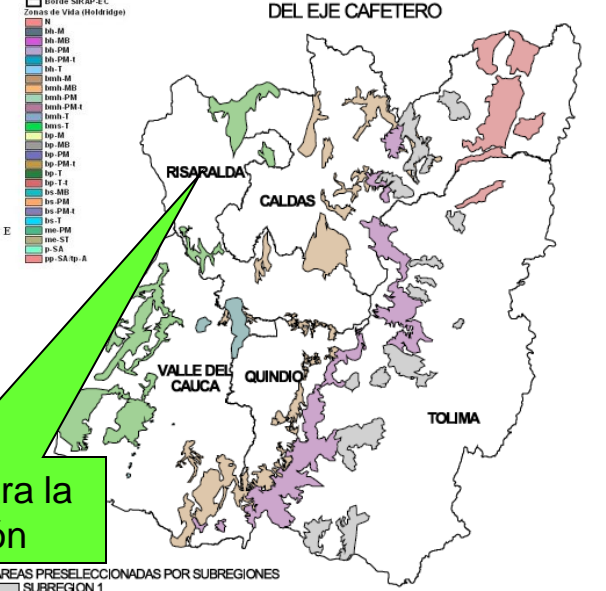 DEL EJE CAFETERO
Borde SIRAP-EC
Zonas de Vida (Holdridge)
N
bh-M
bh-MB
bh-PM
bh-PM-t
bh-T
bmh-M
bmh-MB
bmh-PM
bmh-PM-t
bmh-T
bms-T
bp-M
bp-MB
bp-PM
bp-PM-t
bp-T
bp-T-t
bs-MB
bs-PM
bs-PM-t
bs-T
me-PM
me-ST
p-SA
pp-SA/tp-A
E
RISARALDA
CALDAS
VALLE DEL
CAUCA
QUINDIO
TOLIMA
ra la
ón
AREAS PRESELECCIONADAS POR SUBREGIONES
SUBREGION 1